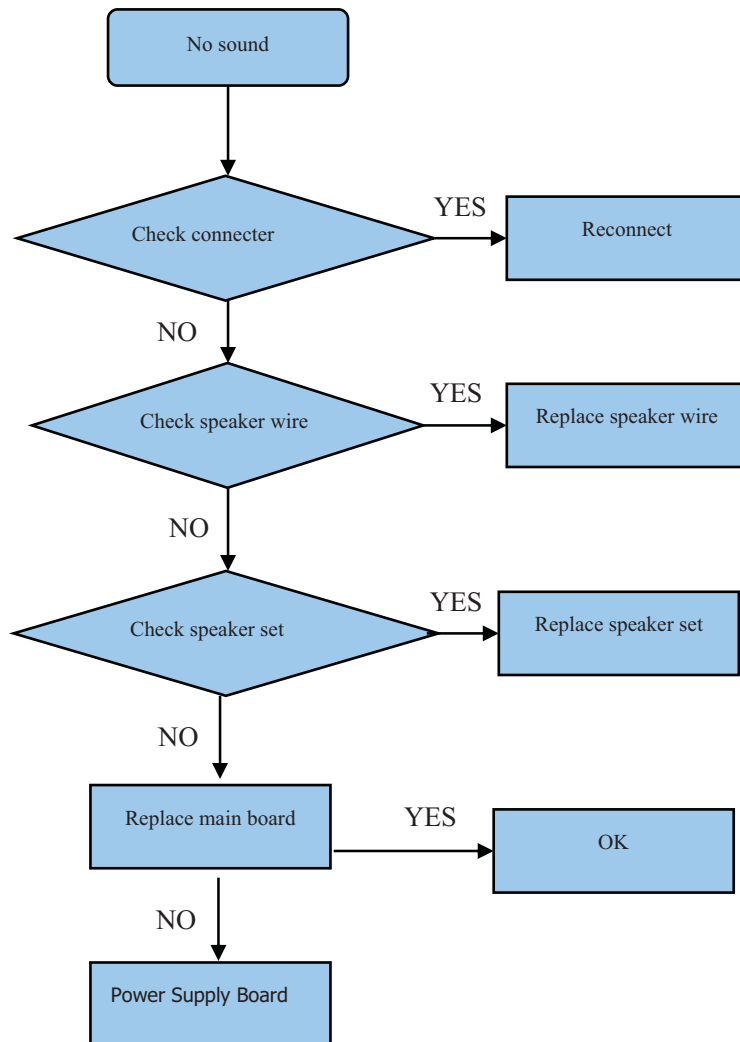 No sound
YES
Check connecter
Reconnect
NO
YES
Check speaker wire
Replace speaker wire
NO
YES
Check speaker set
Replace speaker set
NO
Replace main board
YES
OK
NO
Power Supply Board